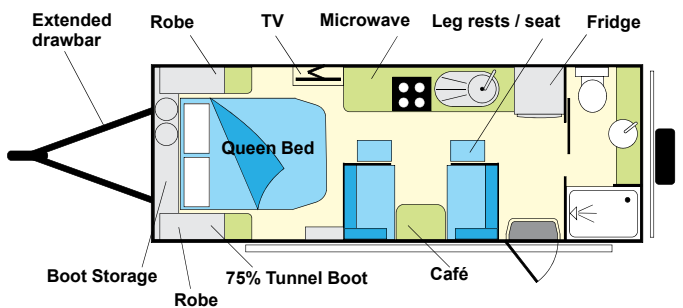 Extended
drawbar
Robe
TV
Microwave
Leg rests / seat
Fridge
Queen Bed
Boot Storage
Robe
75% Tunnel Boot
Café